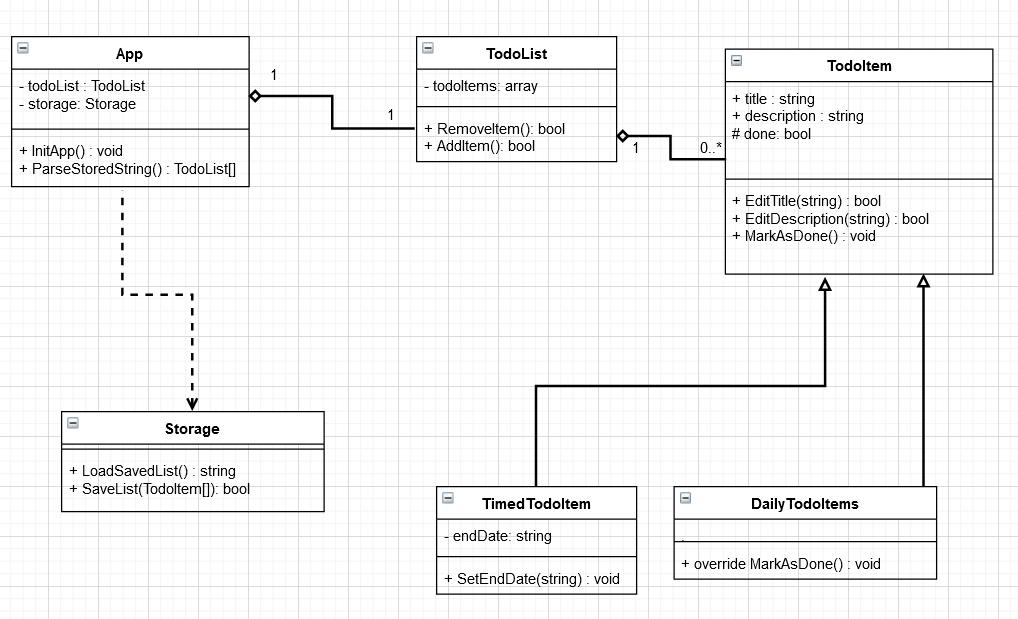 App
- todoList : TodoList
- storage: Storage
+ InitApp() : void
+ ParseStoredString() : TodoList[]
1
1
TodoList
- todoItems: array
+ RemoveItem(): bool
+ AddItem(): bool
1
0..*
TodoItem
+ title : string
+ description : string
# done: bool
+ EditTitle(string) : bool
+ EditDescription(string) : bool
+ MarkAsDone() : void
Storage
+ LoadSavedList() : string
+ SaveList(TodoItem[]): bool
TimedTodoItem
- endDate: string
+ SetEndDate(string) : void
DailyTodoItems
.
+ override MarkAsDone() : void